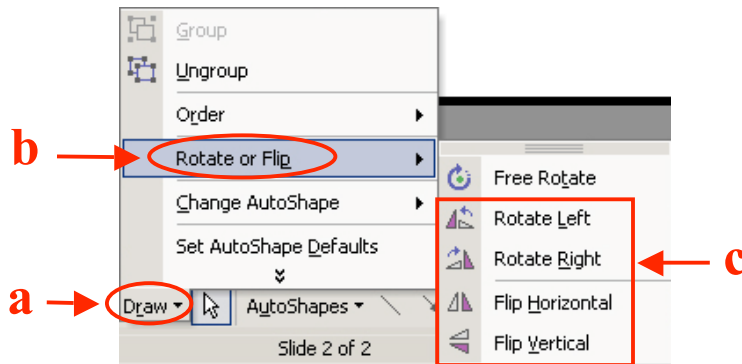 Group
Ungroup
Order
b
Rotate or Flip
Free Rotate
Change AutoShape
Rotate Left
Set AutoShape Defaults
Rotate Right
c
a
Draw
AutoShapes
Flip Horizontal
Slide 2 of 2
Flip Vertical